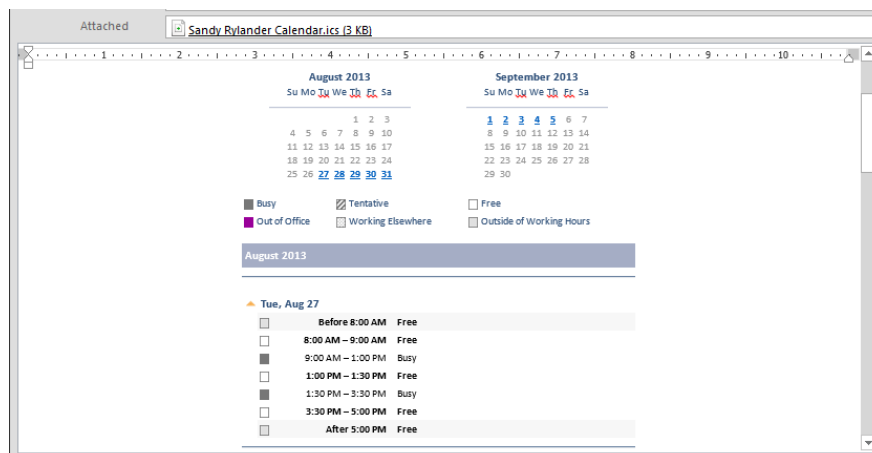 Attached Sandy Rylander Calendar.ics (3 KB)
1 2 3 4 5 6 7 8 9 10
August 2013 September 2013
Su Mo Tu We Th Fr Sa Su Mo Tu We Th Fr Sa
1 2 3 1 2 3 4 5 6 7
4 5 6 7 8 9 10 8 9 10 11 12 13 14
11 12 13 14 15 16 17 15 16 17 18 19 20 21
18 19 20 21 22 23 24 22 23 24 25 26 27 28
25 26 27 28 29 30 31 29 30
Busy Tentative Free
Out of Office Working Elsewhere Outside of Working Hours
August 2013
Tue, Aug 27
Before 8:00 AM Free
8:00 AM – 9:00 AM Free
9:00 AM – 1:00 PM Busy
1:00 PM – 1:30 PM Free
1:30 PM – 3:30 PM Busy
3:30 PM – 5:00 PM Free
After 5:00 PM Free